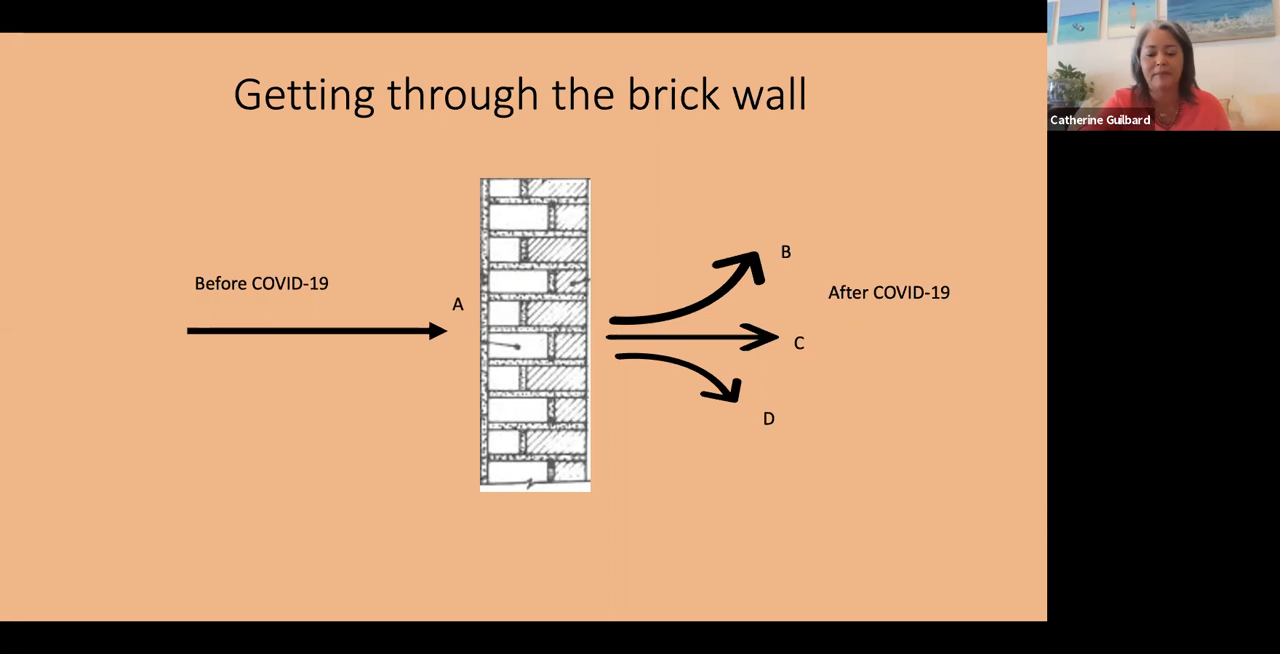 Getting through the brick wall
Catherine Guilbard
Before COVID-19
A
B
After COVID-19
C
D